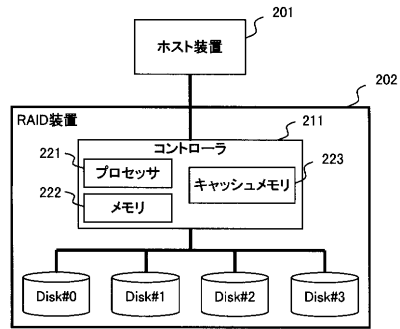 201
ホスト装置
202
RAID装置
211
コントローラ
221
プロセッサ
223
キャッシュメモリ
222
メモリ
Disk#0
Disk#1
Disk#2
Disk#3